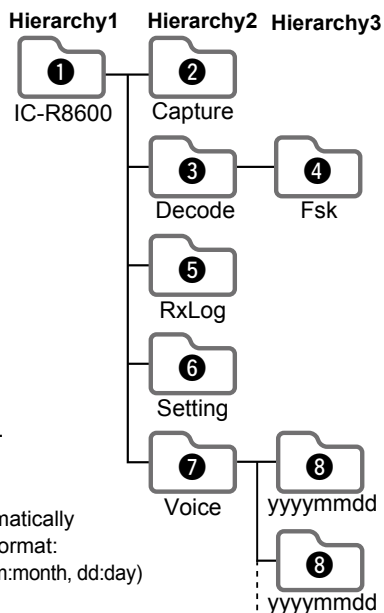 Hierarchy1 Hierarchy2 Hierarchy3
❶ ❷
IC-R8600 Capture
❸ ❹
Decode Fsk
❺
RxLog
❻
Setting
❼ ❽
Voice yyyymmdd
matically
ormat:
m:month, dd:day)
❽
yyyymmdd